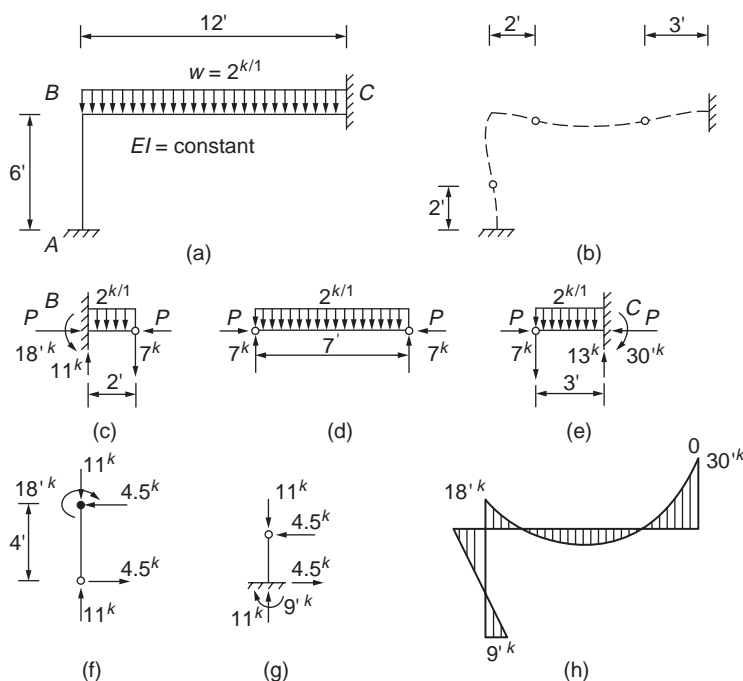 12'
B
w = 2^{k/1}
C
EI = constant
6'
A
(a)
2'
3'
2'
(b)
B
2^{k/1}
P
P
18'^k
11^k
7^k
2'
(c)
2^{k/1}
P
P
7^k
7'
7^k
(d)
2^{k/1}
P
C
P
7^k
13^k
30'^k
3'
(e)
11^k
18'^k
4.5^k
4'
4.5^k
11^k
(f)
11^k
4.5^k
4.5^k
11^k
9'^k
(g)
0
30'^k
18'^k
9'^k
(h)